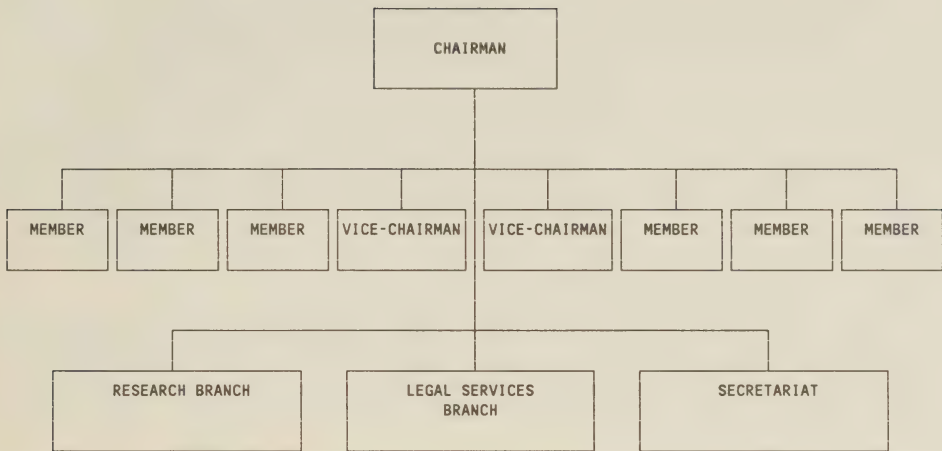 CHAIRMAN
MEMBER MEMBER MEMBER VICE-CHAIRMAN VICE-CHAIRMAN MEMBER MEMBER MEMBER
RESEARCH BRANCH LEGAL SERVICES SECRETARIAT
BRANCH